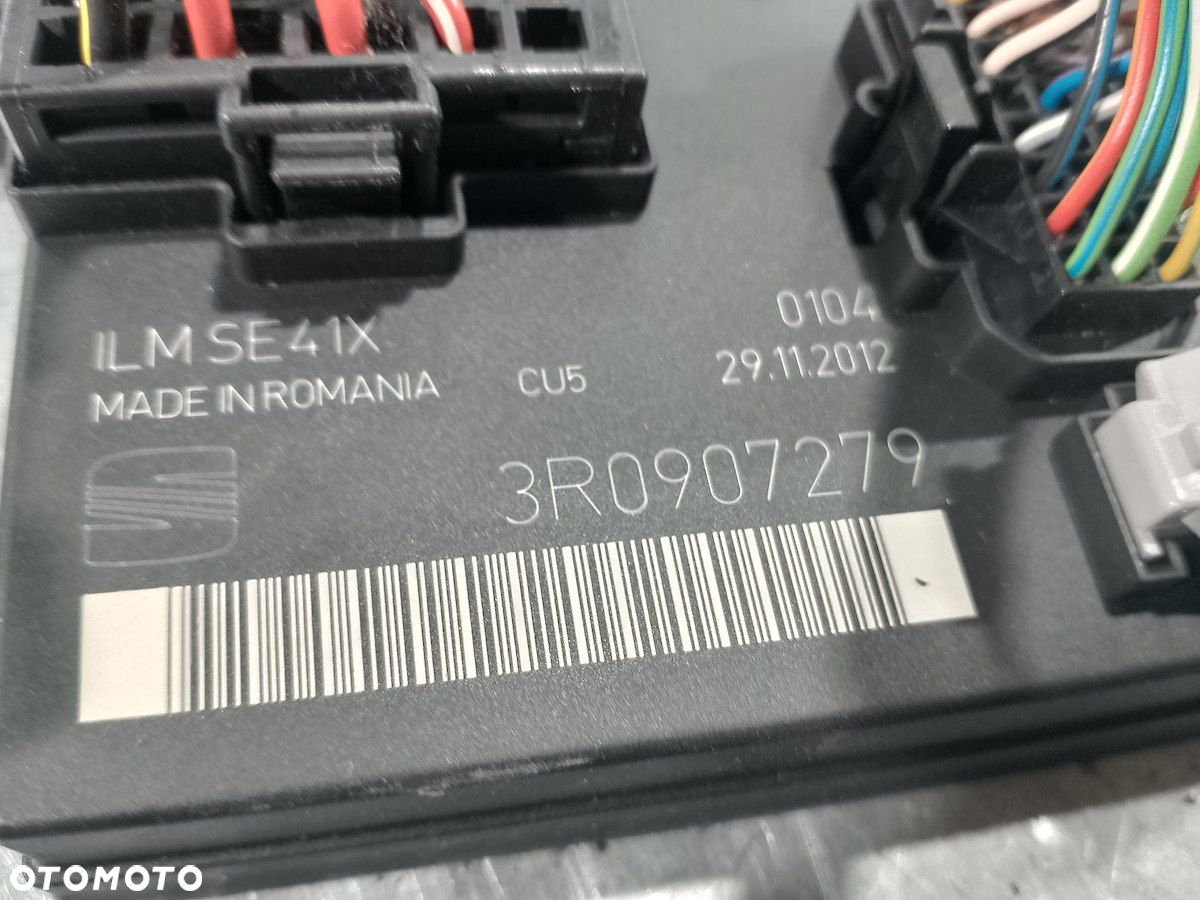 ILM SE41X
0104
MADE IN ROMANIA
CU5
29.11.2012
3R0907279
OTOMOTO